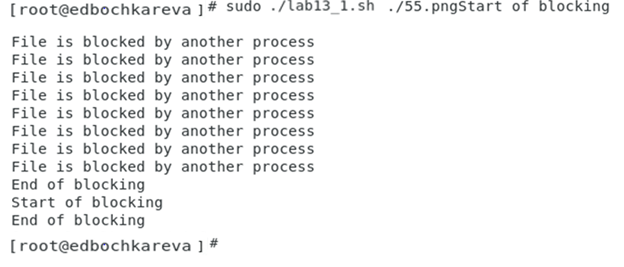 [root@edbochkareva ]# sudo ./lab13_1.sh ./55.pngStart of blocking
File is blocked by another process
File is blocked by another process
File is blocked by another process
File is blocked by another process
File is blocked by another process
File is blocked by another process
File is blocked by another process
File is blocked by another process
End of blocking
Start of blocking
End of blocking
[root@edbochkareva ]#